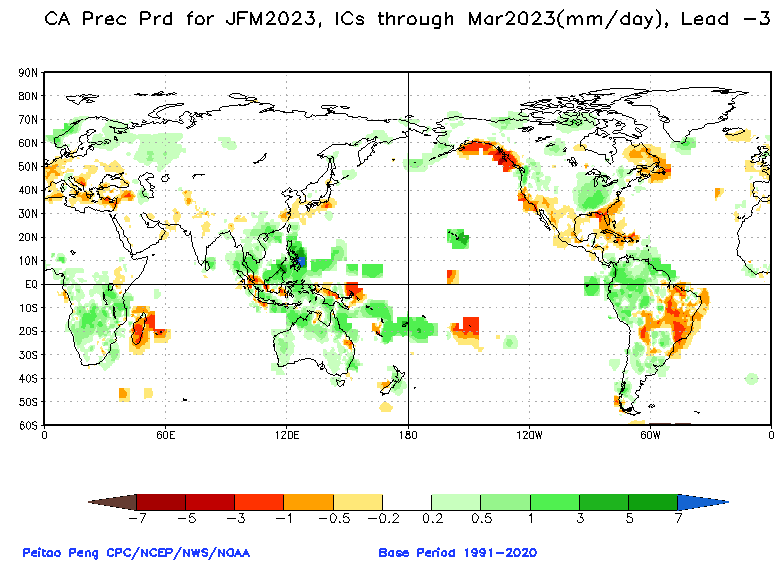 CA Prec Prd for JFM2023, ICs through Mar2023(mm/day), Lead −3
90N
80N
70N
60N
50N
40N
30N
20N
10N
EQ
10S
20S
30S
40S
50S
60S
0 60E 120E 180 120W 60W 0
−7 −5 −3 −1 −0.5 −0.2 0.2 0.5 1 3 5 7
Peitao Peng CPC/NCEP/NWS/NOAA Base Period 1991−2020